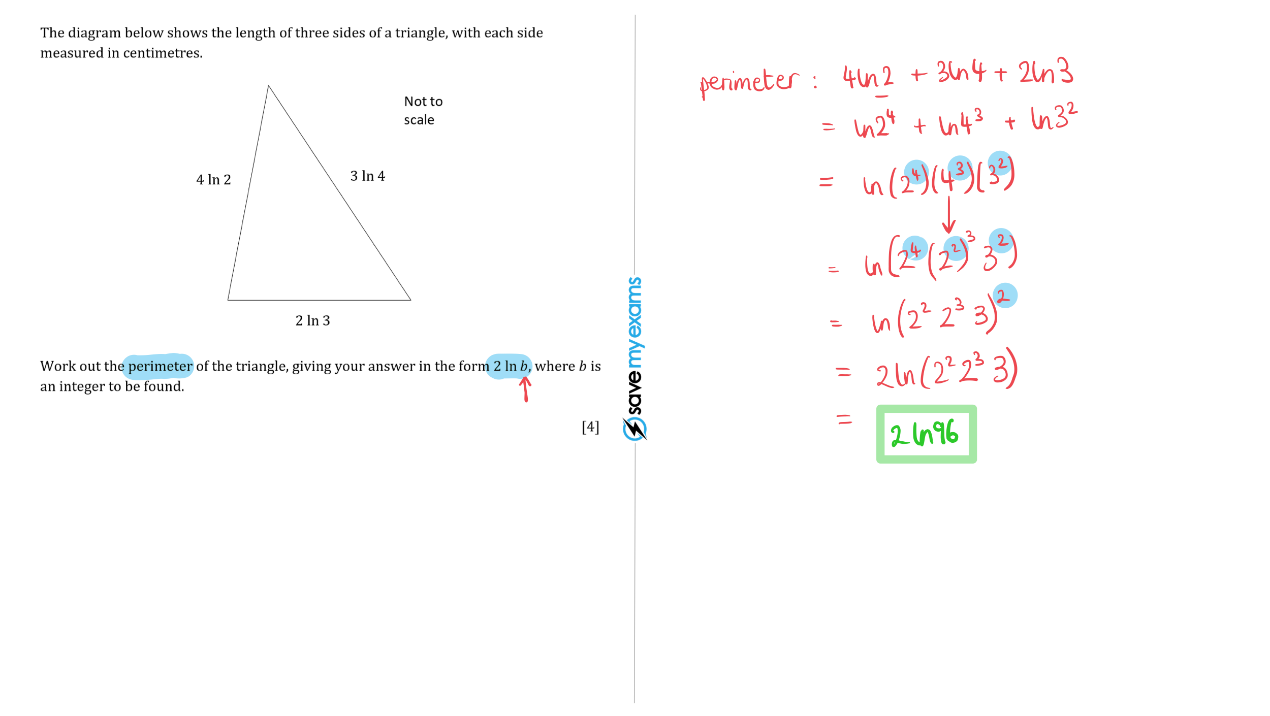 The diagram below shows the length of three sides of a triangle, with each side
measured in centimetres.
Not to
scale
4 ln 2
3 ln 4
2 ln 3
Work out the perimeter of the triangle, giving your answer in the form 2 ln b, where b is
an integer to be found.
[4]
savemyexams
perimeter : 4ln2 + 3ln4 + 2ln3
= ln2⁴ + ln4³ + ln3²
= ln(2⁴)(4³)(3²)
= ln(2⁴(2²)³ 3²)
= ln(2² 2³ 3)²
= 2ln(2² 2³ 3)
= 2ln96